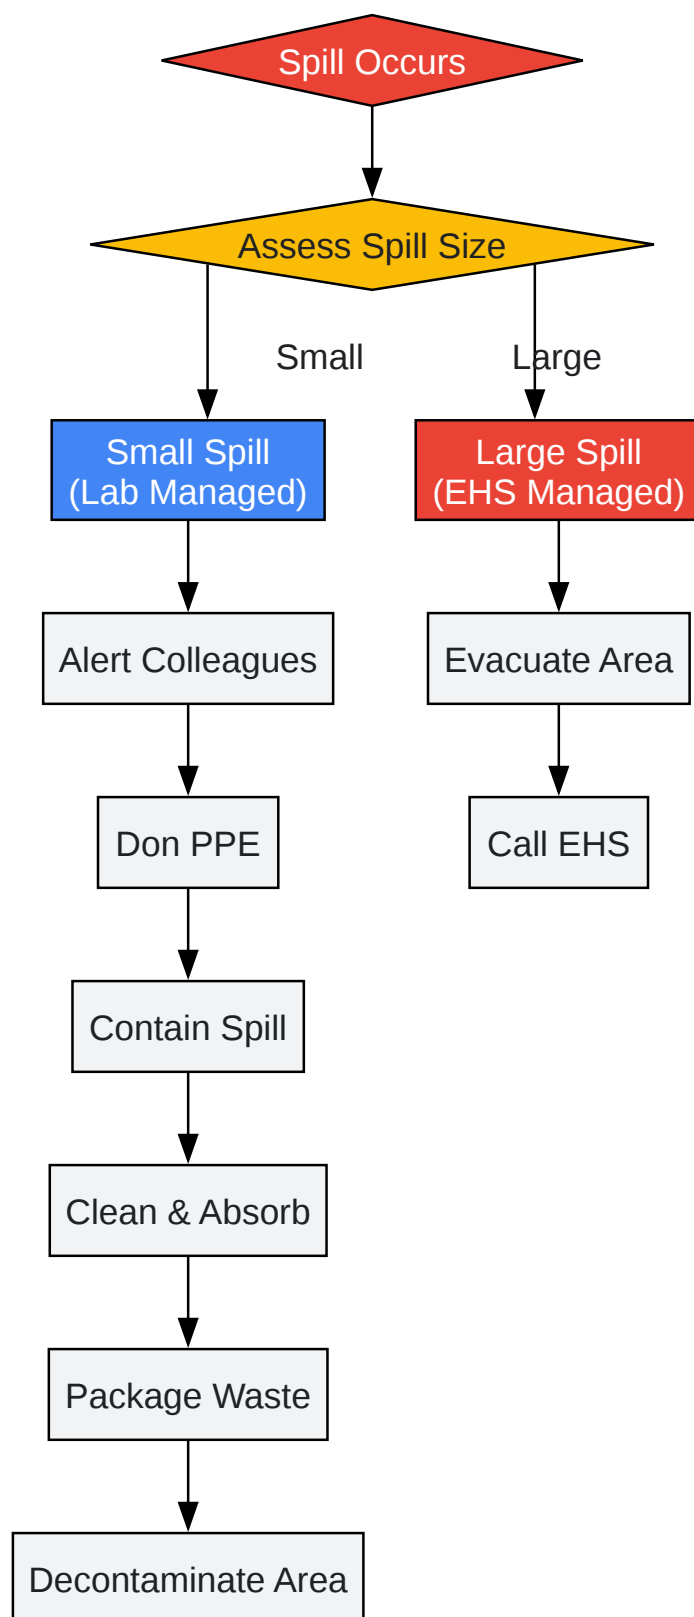 Spill Occurs
Assess Spill Size
Small
Large
Small Spill
(Lab Managed)
Large Spill
(EHS Managed)
Alert Colleagues
Evacuate Area
Don PPE
Call EHS
Contain Spill
Clean & Absorb
Package Waste
Decontaminate Area